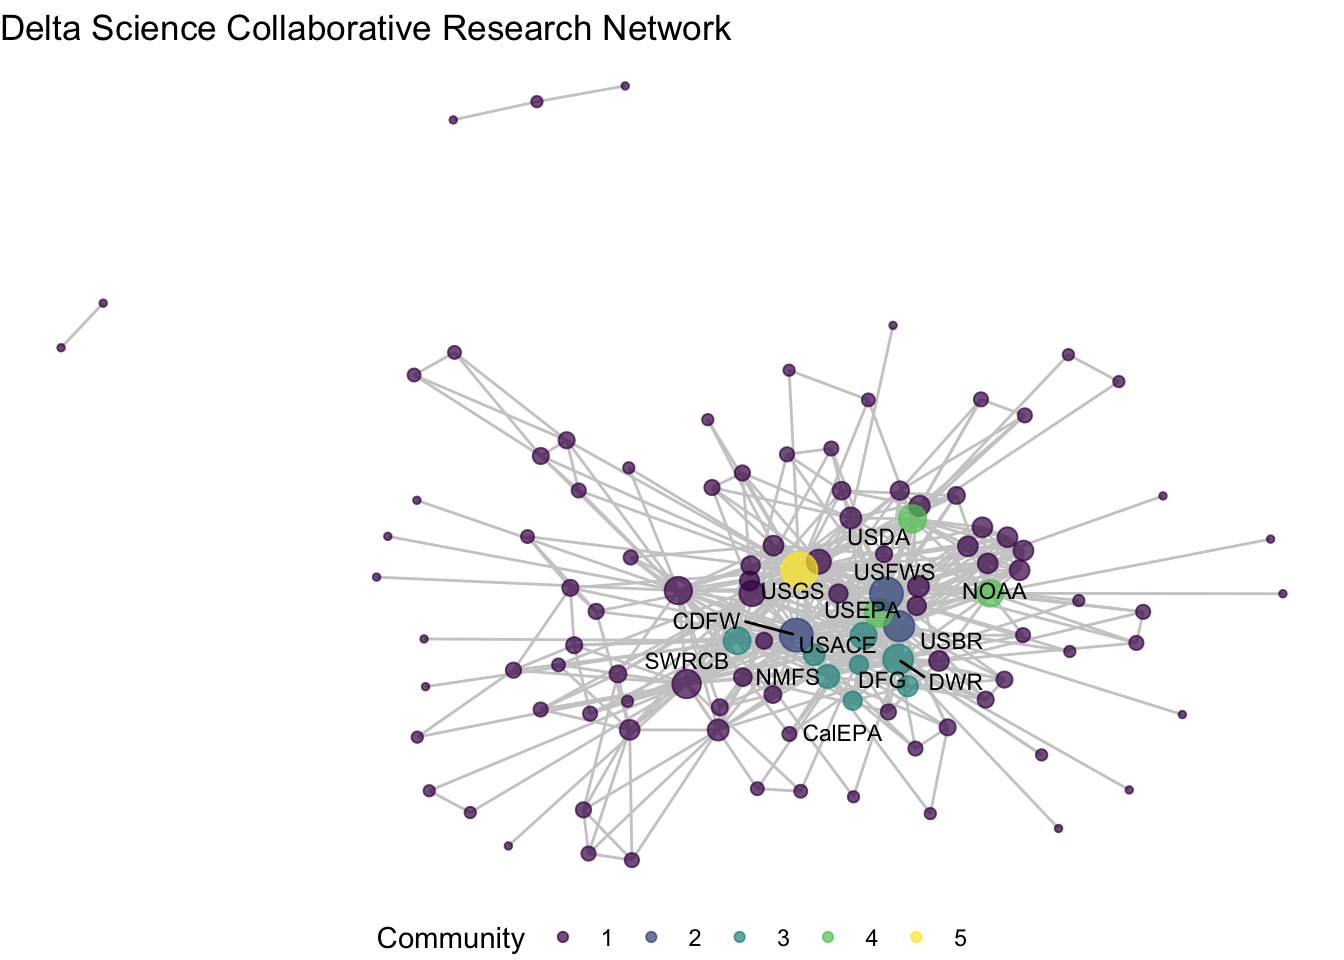 Delta Science Collaborative Research Network
USDA
USFWS
USGS
NOAA
USEPA
CDFW
USACE
USBR
SWRCB
NMFS
DFG
DWR
CalEPA
Community 1 2 3 4 5